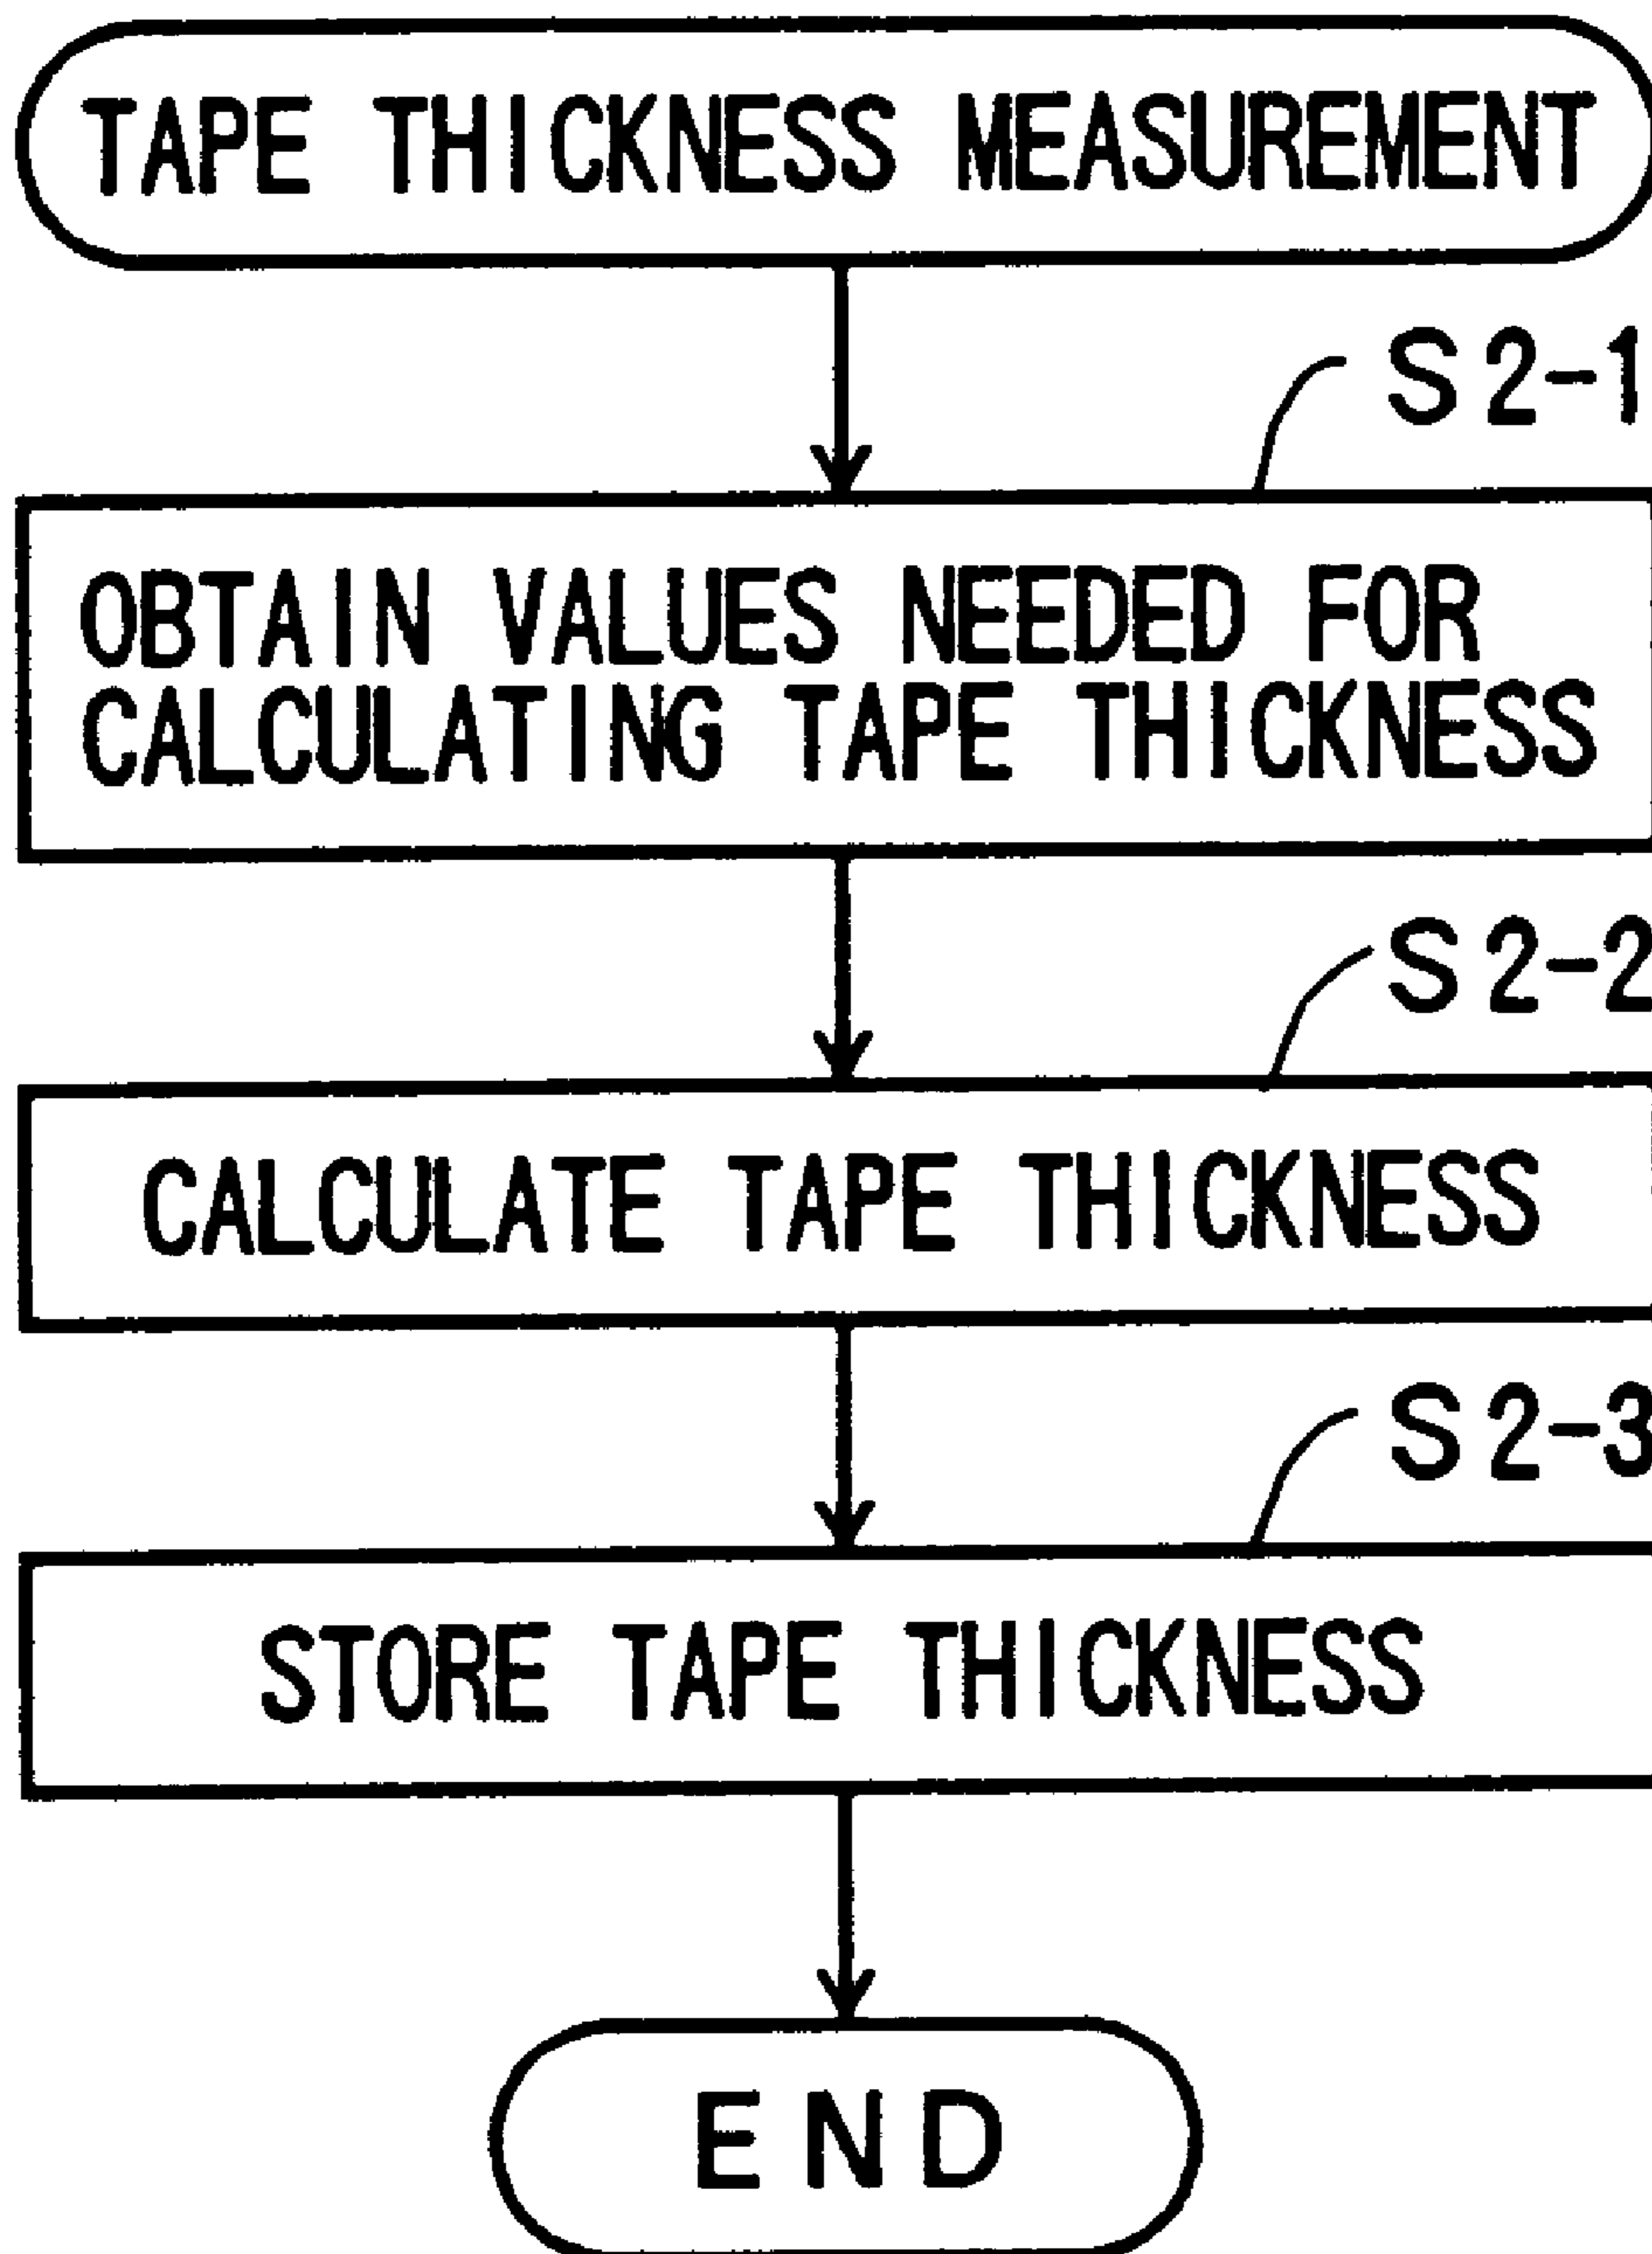 TAPE THICKNESS MEASUREMENT
S2-1
OBTAIN VALUES NEEDED FOR
CALCULATING TAPE THICKNESS
S2-2
CALCULATE TAPE THICKNESS
S2-3
STORE TAPE THICKNESS
END